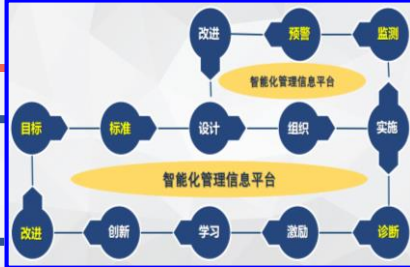 改进 预警 监测
智能化管理信息平台
目标 标准 设计 组织 实施
智能化管理信息平台
改进 创新 学习 激励 诊断